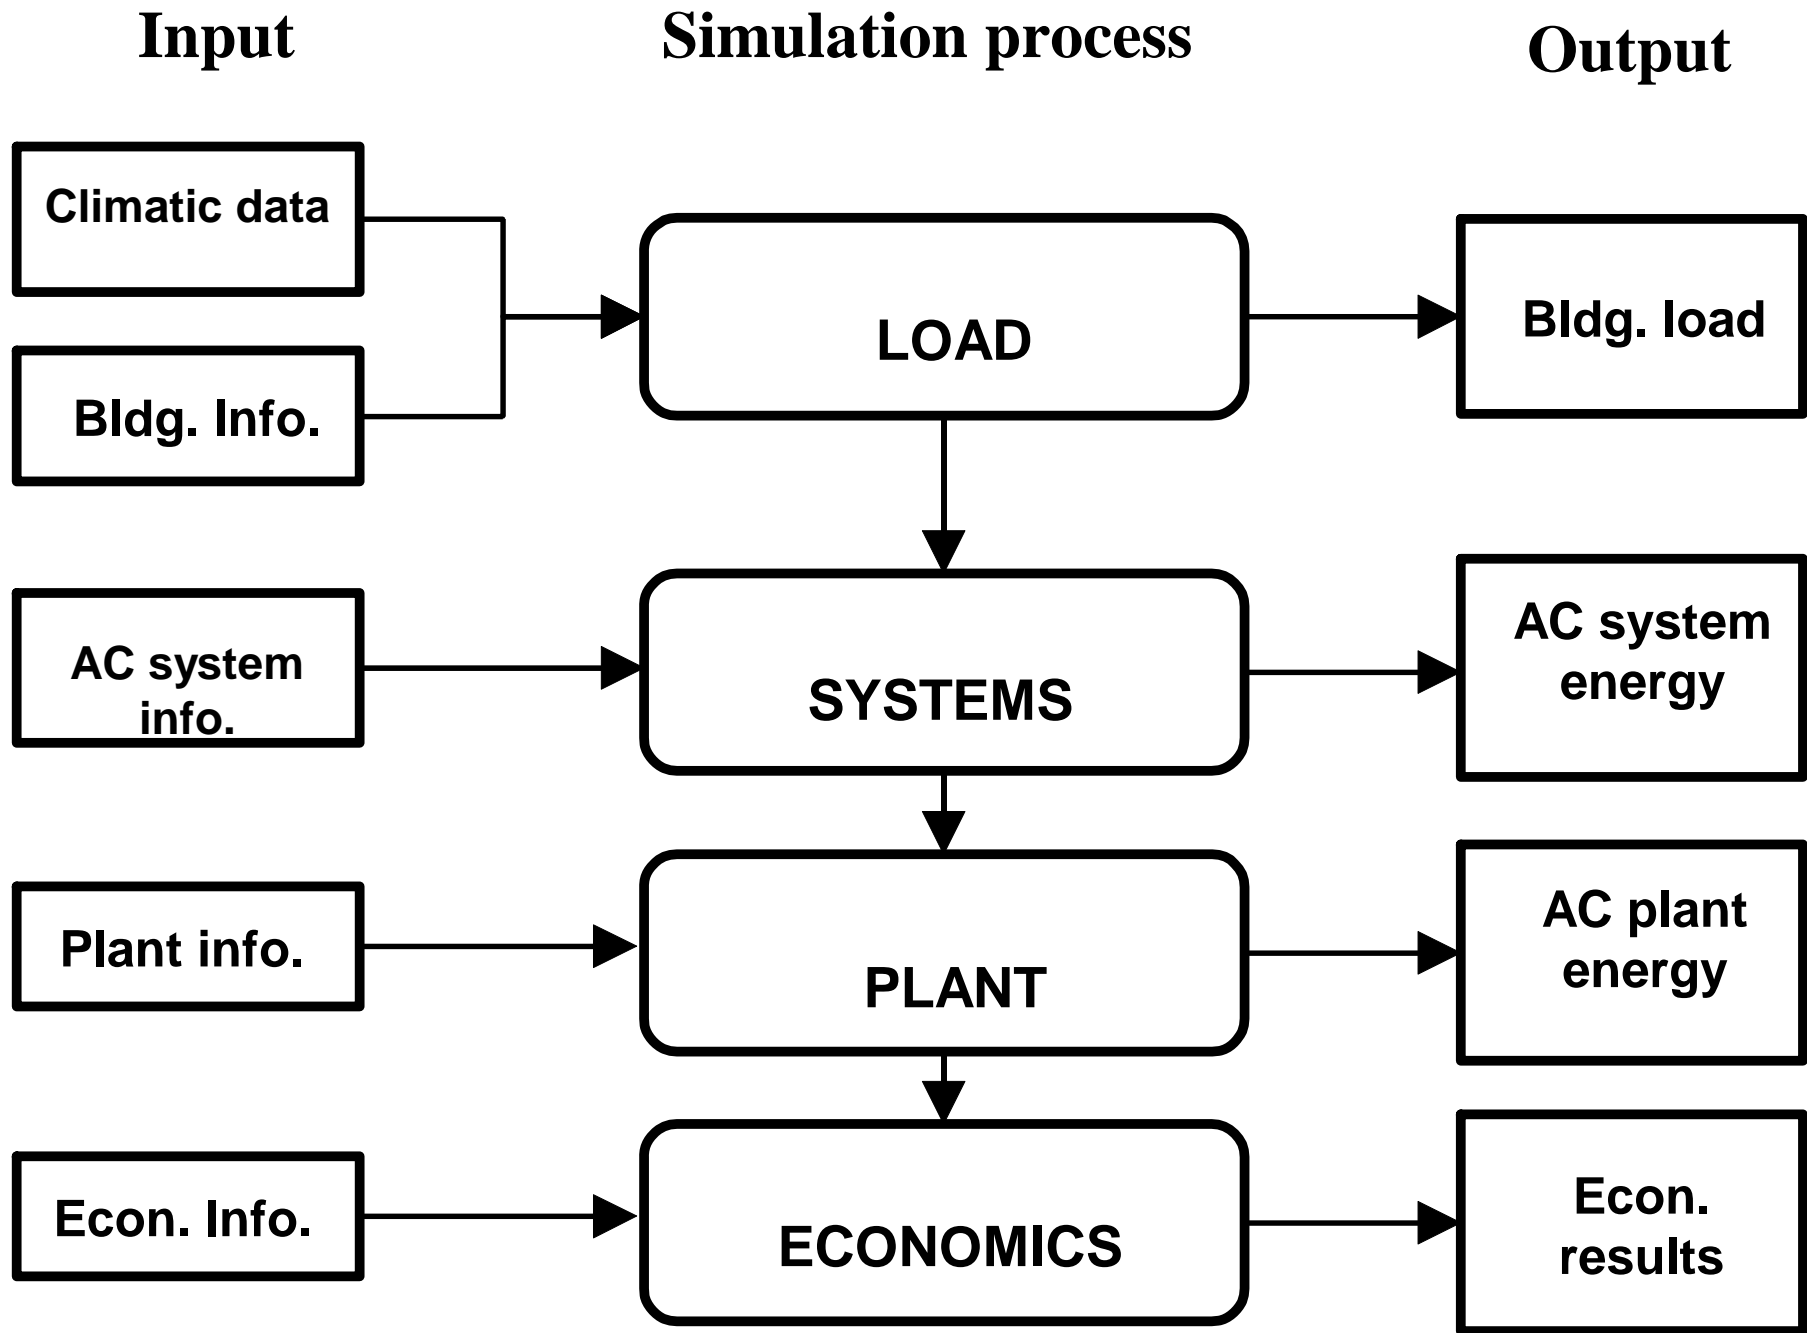 Input
Simulation process
Output
Climatic data
Bldg. Info.
LOAD
Bldg. load
AC system
info.
SYSTEMS
AC system
energy
Plant info.
PLANT
AC plant
energy
Econ. Info.
ECONOMICS
Econ.
results